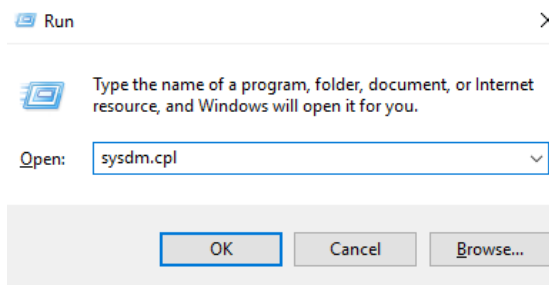 Run
Type the name of a program, folder, document, or Internet
resource, and Windows will open it for you.
Open: sysdm.cpl
OK Cancel Browse...